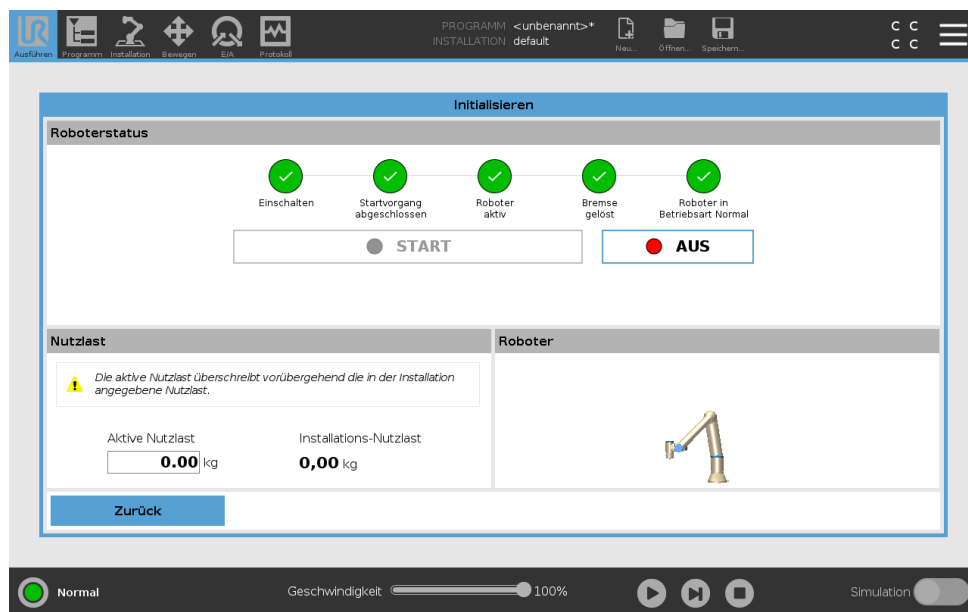 PROGRAMM <unbenannt>*
INSTALLATION default
UR
Ausführen Programm Installation Bewegen E/A Protokoll
Neu... Öffnen... Speichern...
C C
C C
Initialisieren
Roboterstatus
Einschalten
Startvorgang
abgeschlossen
Roboter
aktiv
Bremse
gelöst
Roboter in
Betriebsart Normal
START
AUS
Nutzlast
Die aktive Nutzlast überschreibt vorübergehend die in der Installation
angegebene Nutzlast.
Aktive Nutzlast
0.00 kg
Installations-Nutzlast
0,00 kg
Roboter
Zurück
Normal
Geschwindigkeit 100%
Simulation